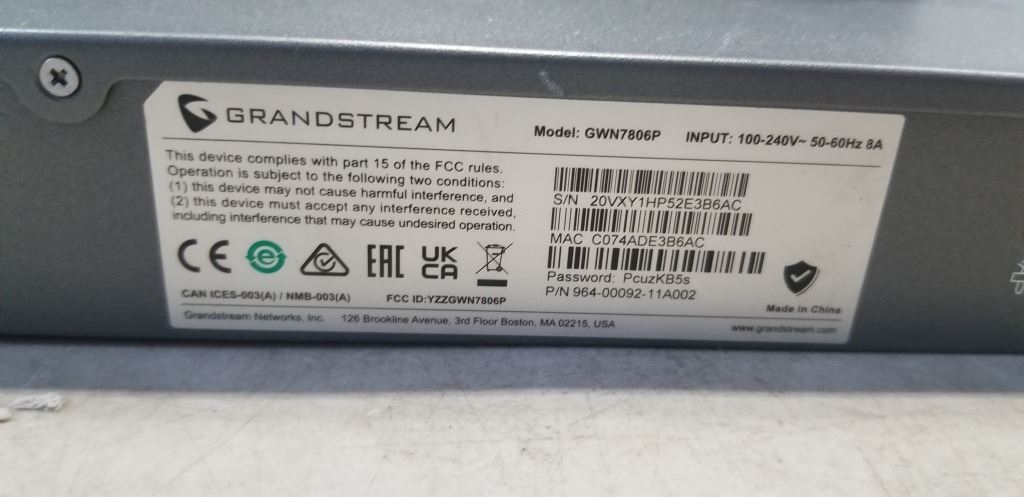 GRANDSTREAM
Model: GWN7806P INPUT: 100-240V~ 50-60Hz 8A
This device complies with part 15 of the FCC rules.
Operation is subject to the following two conditions:
(1) this device may not cause harmful interference, and
(2) this device must accept any interference received,
including interference that may cause undesired operation.
S/N 20VXY1HP52E3B6AC
MAC C074ADE3B6AC
Password: PcuzKB5s
P/N 964-00092-11A002
CE
EAC
UK
CA
CAN ICES-003(A) / NMB-003(A) FCC ID:YZZGWN7806P
Made in China
Grandstream Networks, Inc. 126 Brookline Avenue, 3rd Floor Boston, MA 02215, USA
www.grandstream.com